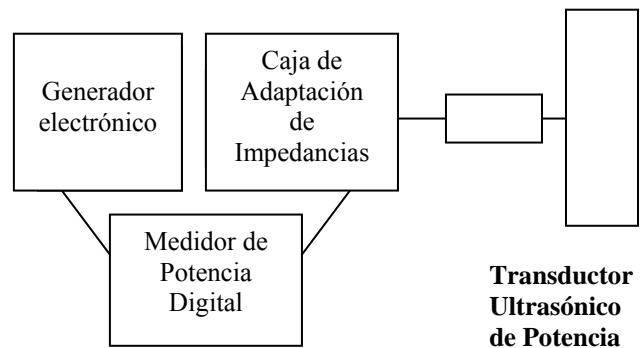 Generador
electrónico
Caja de
Adaptación
de
Impedancias
Medidor de
Potencia
Digital
Transductor
Ultrasónico
de Potencia